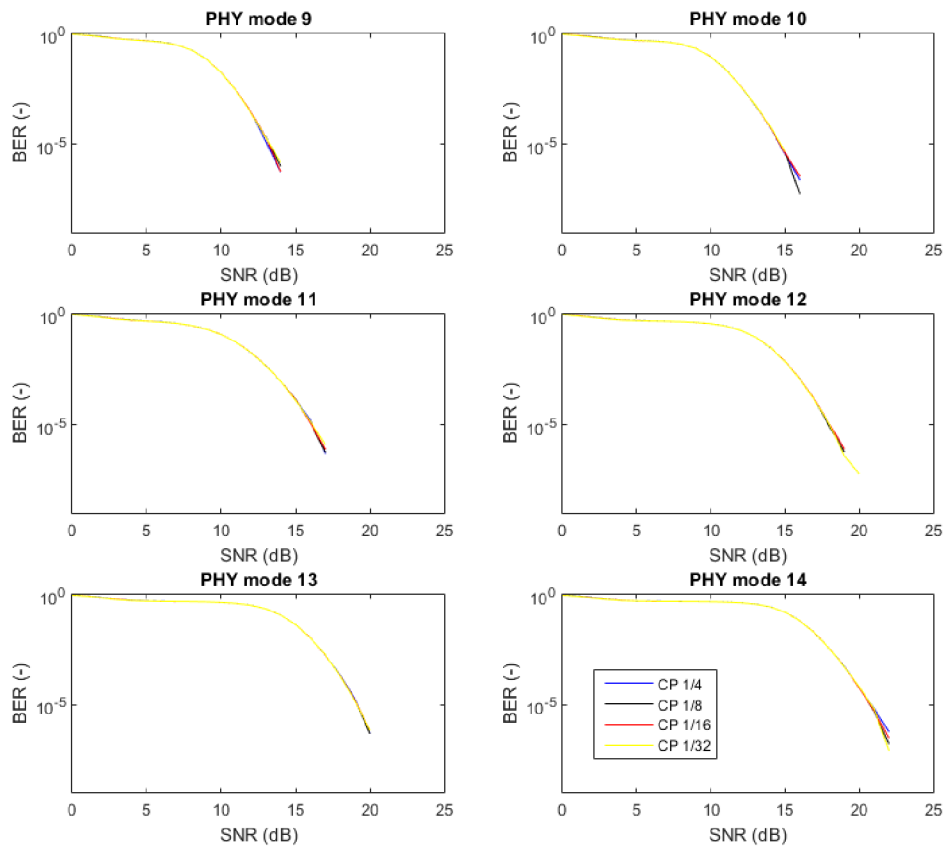 PHY mode 9
BER (-)
10^0
10^-5
0 5 10 15 20 25
SNR (dB)
PHY mode 10
BER (-)
10^0
10^-5
0 5 10 15 20 25
SNR (dB)
PHY mode 11
BER (-)
10^0
10^-5
0 5 10 15 20 25
SNR (dB)
PHY mode 12
BER (-)
10^0
10^-5
0 5 10 15 20 25
SNR (dB)
PHY mode 13
BER (-)
10^0
10^-5
0 5 10 15 20 25
SNR (dB)
PHY mode 14
BER (-)
10^0
10^-5
CP 1/4
CP 1/8
CP 1/16
CP 1/32
0 5 10 15 20 25
SNR (dB)